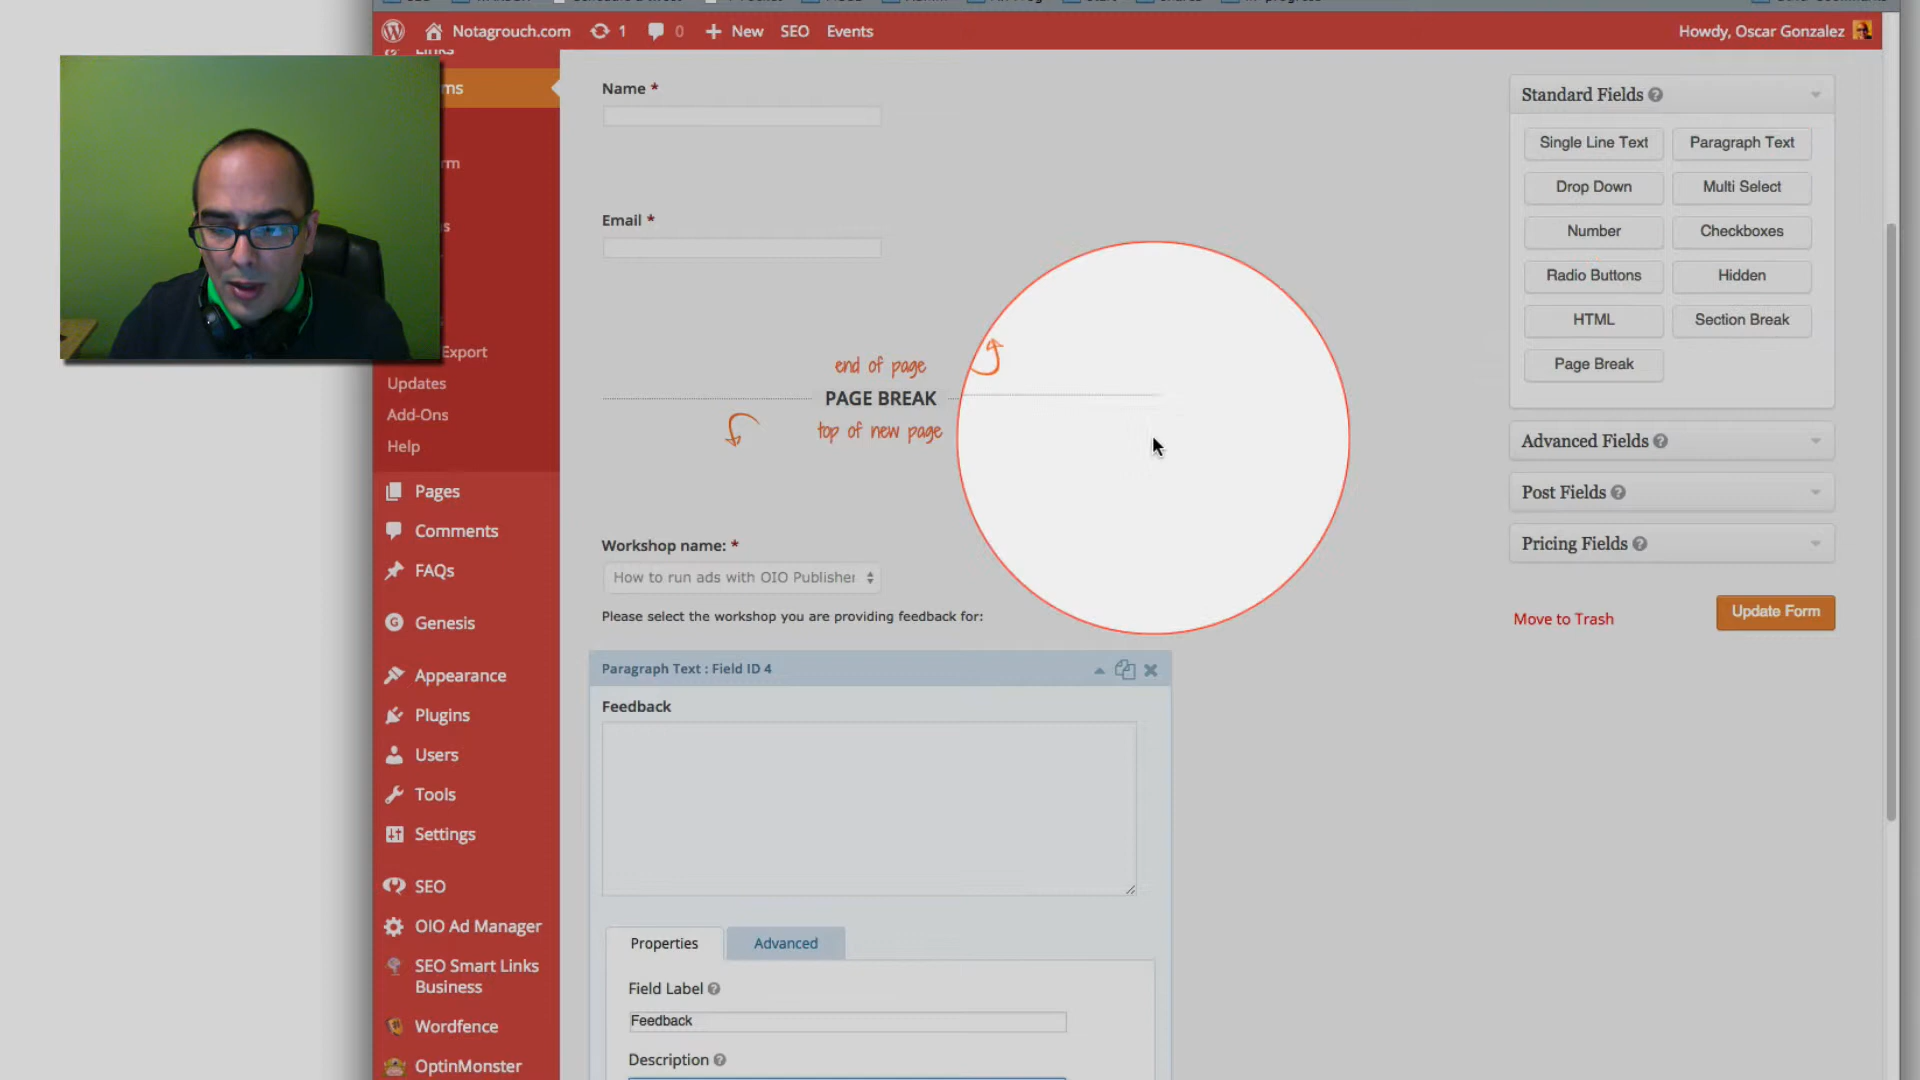 Notagrouch.com 1 0 New SEO Events Howdy, Oscar Gonzalez
Links
Export
Updates
Add-Ons
Help
Pages
Comments
FAQs
Genesis
Appearance
Plugins
Users
Tools
Settings
SEO
OIO Ad Manager
SEO Smart Links
Business
Wordfence
OptinMonster
Name *
Email *
end of page
PAGE BREAK
top of new page
Workshop name: *
How to run ads with OIO Publisher
Please select the workshop you are providing feedback for:
Paragraph Text : Field ID 4
Feedback
Properties Advanced
Field Label
Feedback
Description
Standard Fields
Single Line Text Paragraph Text
Drop Down Multi Select
Number Checkboxes
Radio Buttons Hidden
HTML Section Break
Page Break
Advanced Fields
Post Fields
Pricing Fields
Move to Trash Update Form